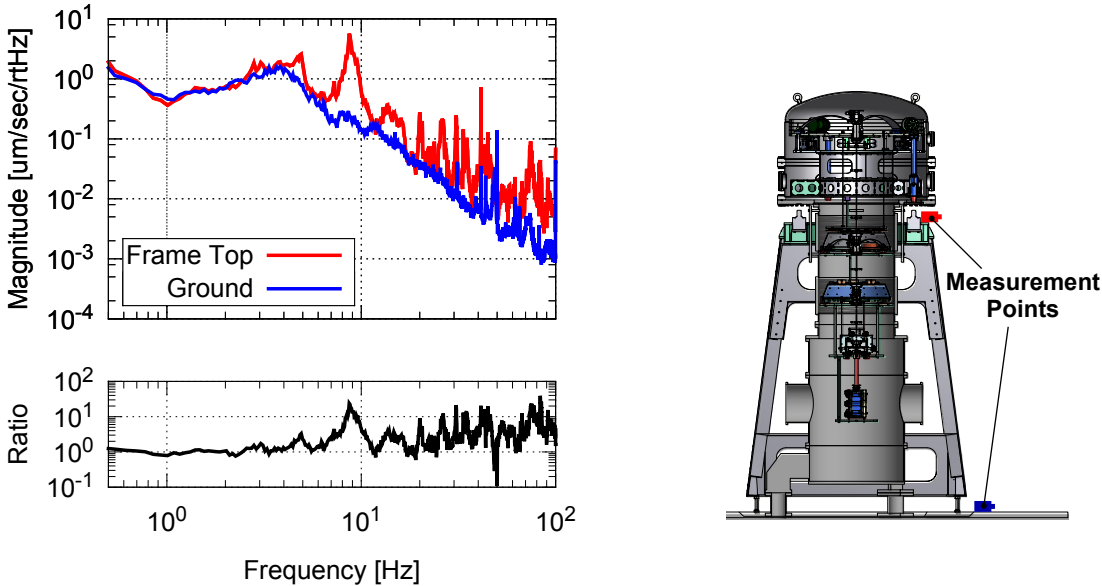 10^1
10^0
10^-1
10^-2
10^-3
10^-4
Magnitude [um/sec/rtHz]
Frame Top
Ground
10^2
10^1
10^0
10^-1
Ratio
10^0 10^1 10^2
Frequency [Hz]
Measurement
Points